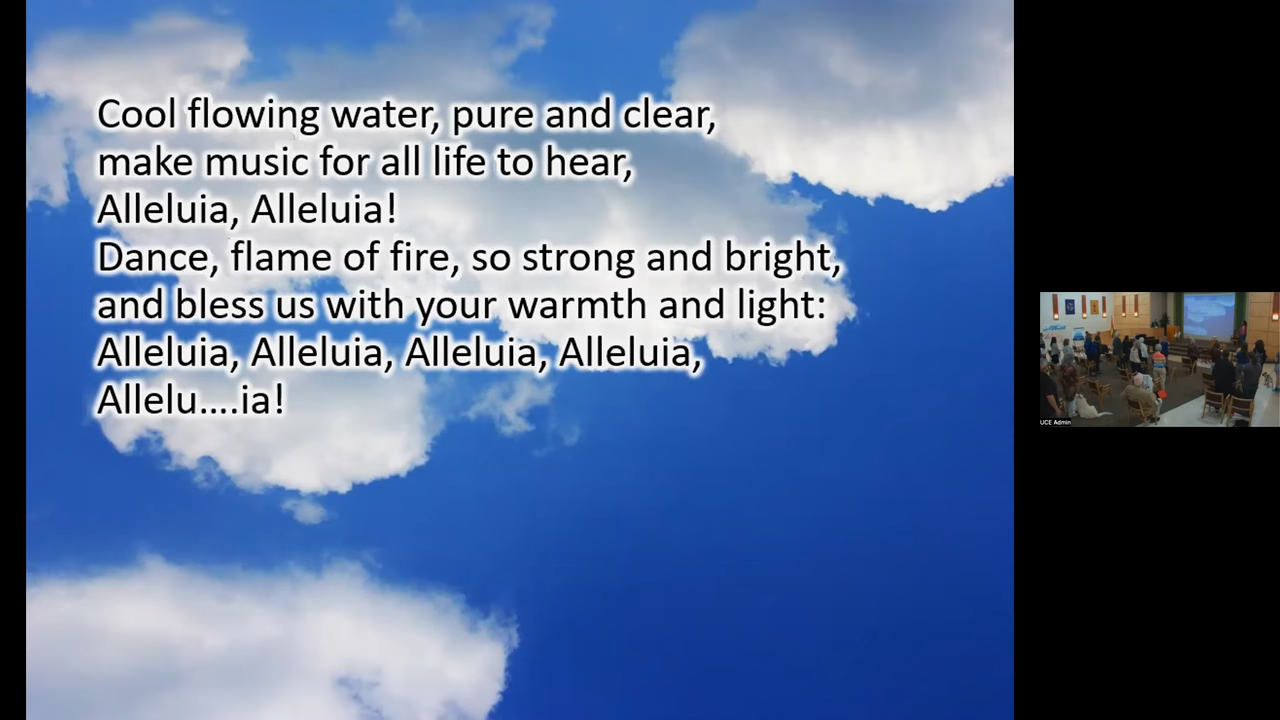 Cool flowing water, pure and clear,
make music for all life to hear,
Alleluia, Alleluia!
Dance, flame of fire, so strong and bright,
and bless us with your warmth and light:
Alleluia, Alleluia, Alleluia, Alleluia,
Allelu....ia!
UCE Admin